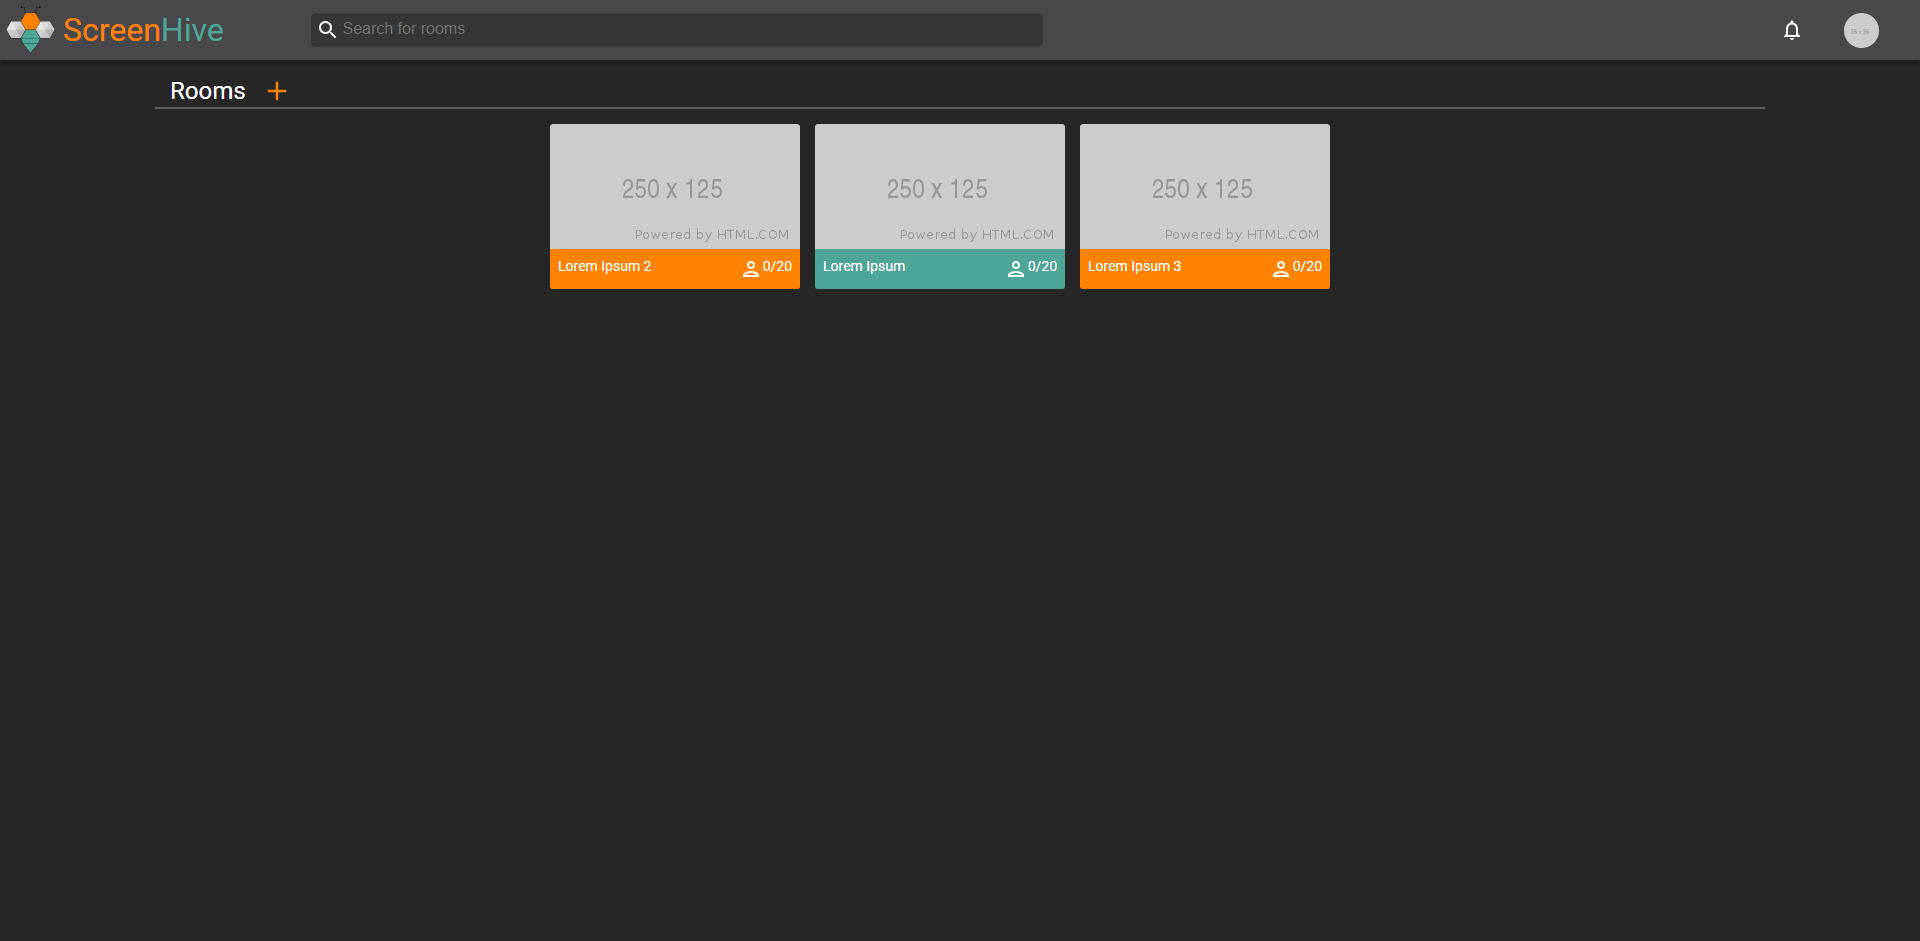 ScreenHive
Search for rooms
Rooms
250 x 125
Powered by HTML.COM
Lorem Ipsum 2
0/20
250 x 125
Powered by HTML.COM
Lorem Ipsum
0/20
250 x 125
Powered by HTML.COM
Lorem Ipsum 3
0/20